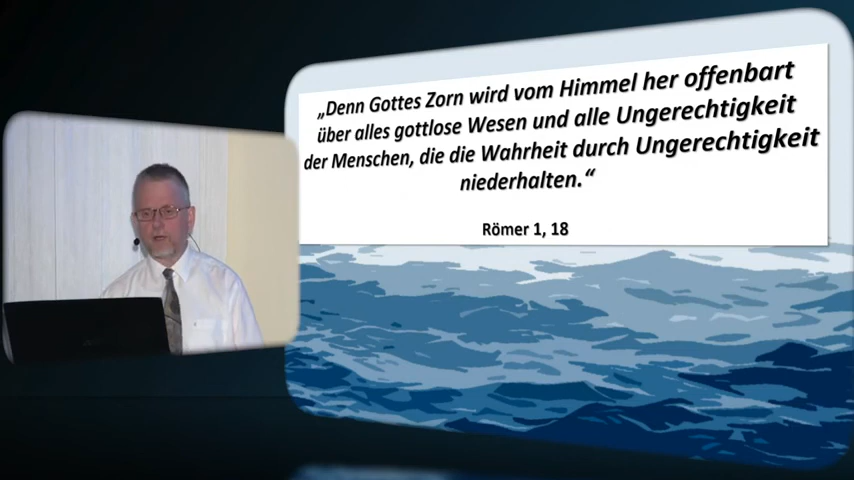 „Denn Gottes Zorn wird vom Himmel her offenbart
über alles gottlose Wesen und alle Ungerechtigkeit
der Menschen, die die Wahrheit durch Ungerechtigkeit
niederhalten.“
Römer 1, 18